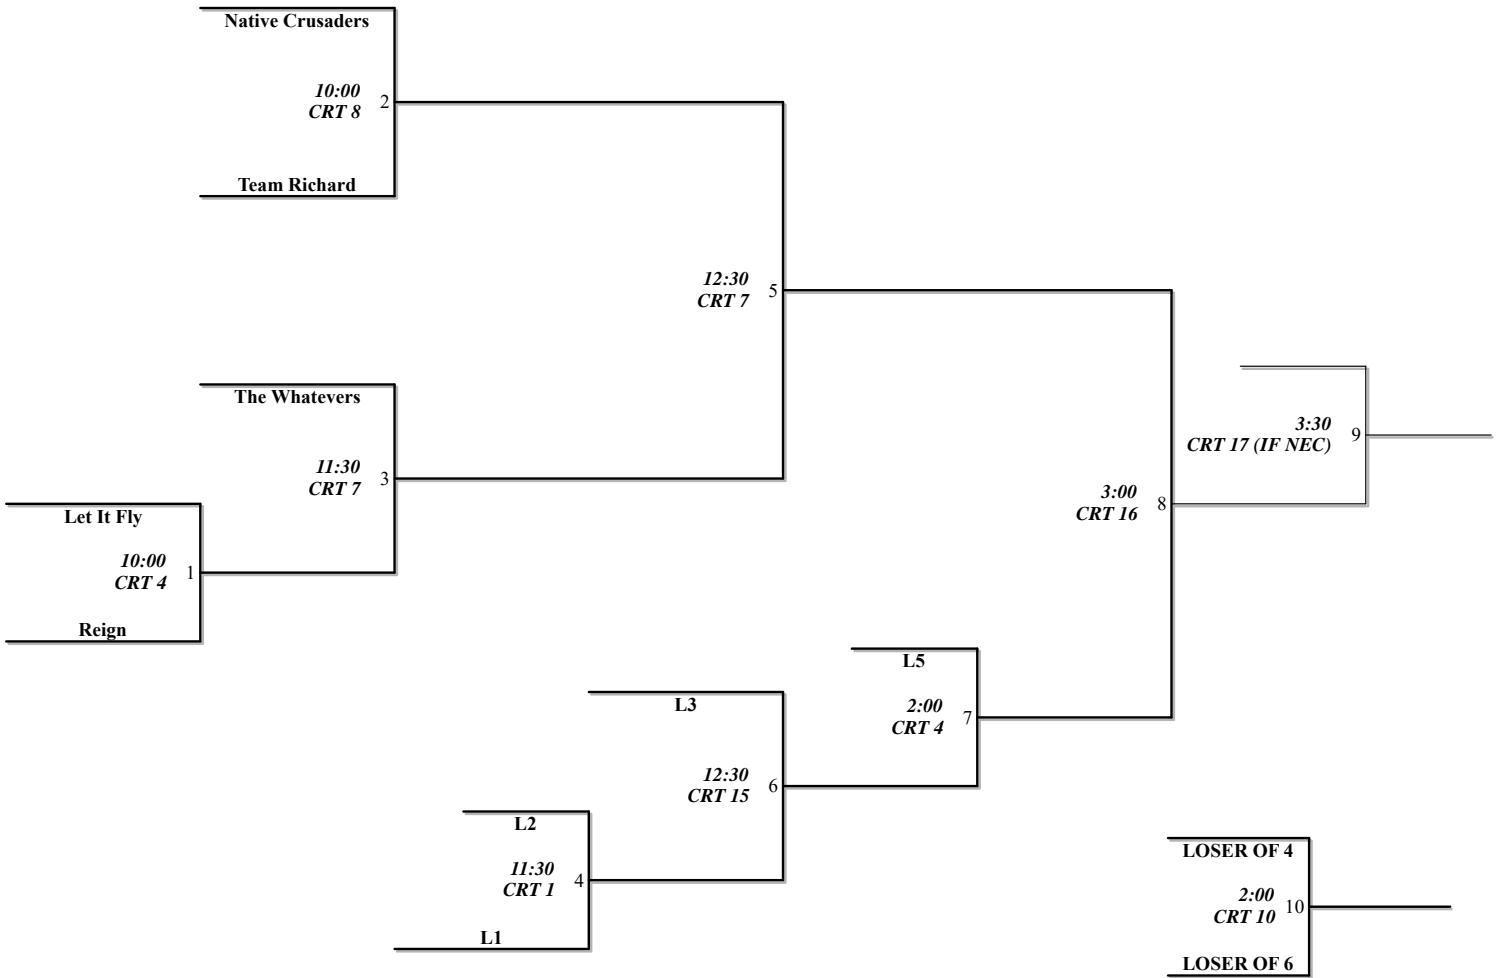 Native Crusaders
10:00
CRT 8
2
Team Richard
12:30
CRT 7
5
The Whatevers
11:30
CRT 7
3
3:30
CRT 17 (IF NEC)
9
3:00
CRT 16
8
Let It Fly
10:00
CRT 4
1
Reign
L5
2:00
CRT 4
7
L3
12:30
CRT 15
6
L2
11:30
CRT 1
4
L1
LOSER OF 4
2:00
CRT 10
10
LOSER OF 6